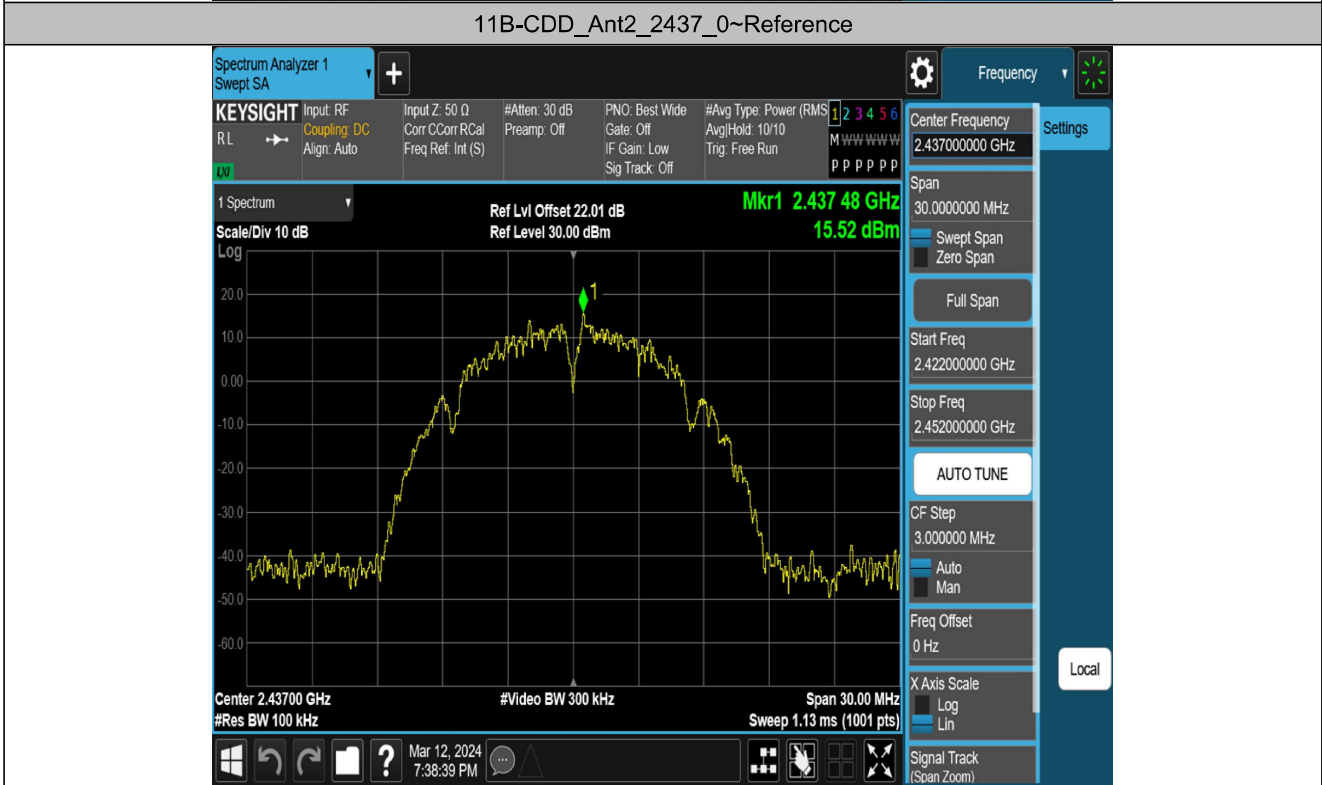 11B-CDD_Ant2_2437_0~Reference
Spectrum Analyzer 1
Swept SA
+
Frequency
KEYSIGHT
RL
LXI
Input: RF
Coupling: DC
Align: Auto
Input Z: 50 Ω
Corr CCorr RCal
Freq Ref: Int (S)
#Atten: 30 dB
Preamp: Off
PNO: Best Wide
Gate: Off
IF Gain: Low
Sig Track: Off
#Avg Type: Power (RMS
Avg|Hold: 10/10
Trig: Free Run
1 2 3 4 5 6
M W W W W W
P P P P P P
1 Spectrum
Scale/Div 10 dB
Log
Ref Lvl Offset 22.01 dB
Ref Level 30.00 dBm
Mkr1 2.437 48 GHz
15.52 dBm
1
20.0
10.0
0.00
-10.0
-20.0
-30.0
-40.0
-50.0
-60.0
Center 2.43700 GHz
#Res BW 100 kHz
#Video BW 300 kHz
Span 30.00 MHz
Sweep 1.13 ms (1001 pts)
Center Frequency
2.437000000 GHz
Settings
Span
30.0000000 MHz
Swept Span
Zero Span
Full Span
Start Freq
2.422000000 GHz
Stop Freq
2.452000000 GHz
AUTO TUNE
CF Step
3.000000 MHz
Auto
Man
Freq Offset
0 Hz
X Axis Scale
Log
Lin
Local
Signal Track
(Span Zoom)
?
Mar 12, 2024
7:38:39 PM